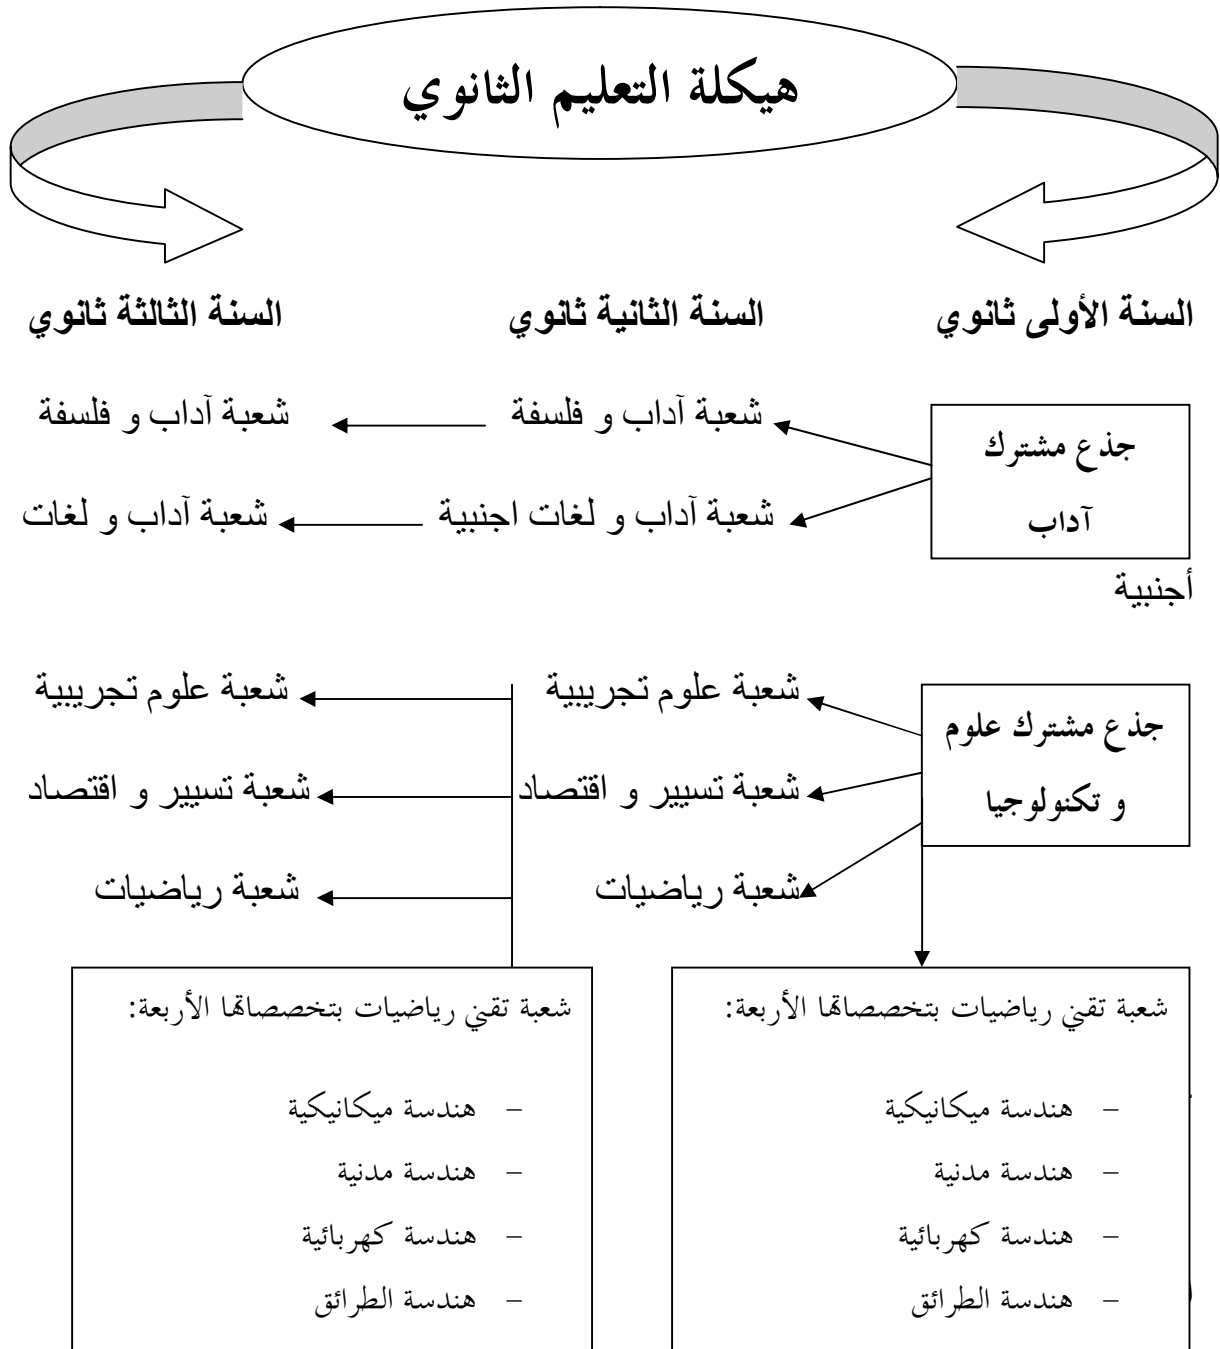 هيكلة التعليم الثانوي
السنة الأولى ثانوي
السنة الثانية ثانوي
السنة الثالثة ثانوي
جذع مشترك
آداب
شعبة آداب و فلسفة
شعبة آداب و فلسفة
شعبة آداب و لغات اجنبية
شعبة آداب و لغات
أجنبية
جذع مشترك علوم
و تكنولوجيا
شعبة علوم تجريبية
شعبة علوم تجريبية
شعبة تسيير و اقتصاد
شعبة تسيير و اقتصاد
شعبة رياضيات
شعبة رياضيات
شعبة تقني رياضيات بتخصصاتها الأربعة:
– هندسة ميكانيكية
– هندسة مدنية
– هندسة كهربائية
– هندسة الطرائق
شعبة تقني رياضيات بتخصصاتها الأربعة:
– هندسة ميكانيكية
– هندسة مدنية
– هندسة كهربائية
– هندسة الطرائق